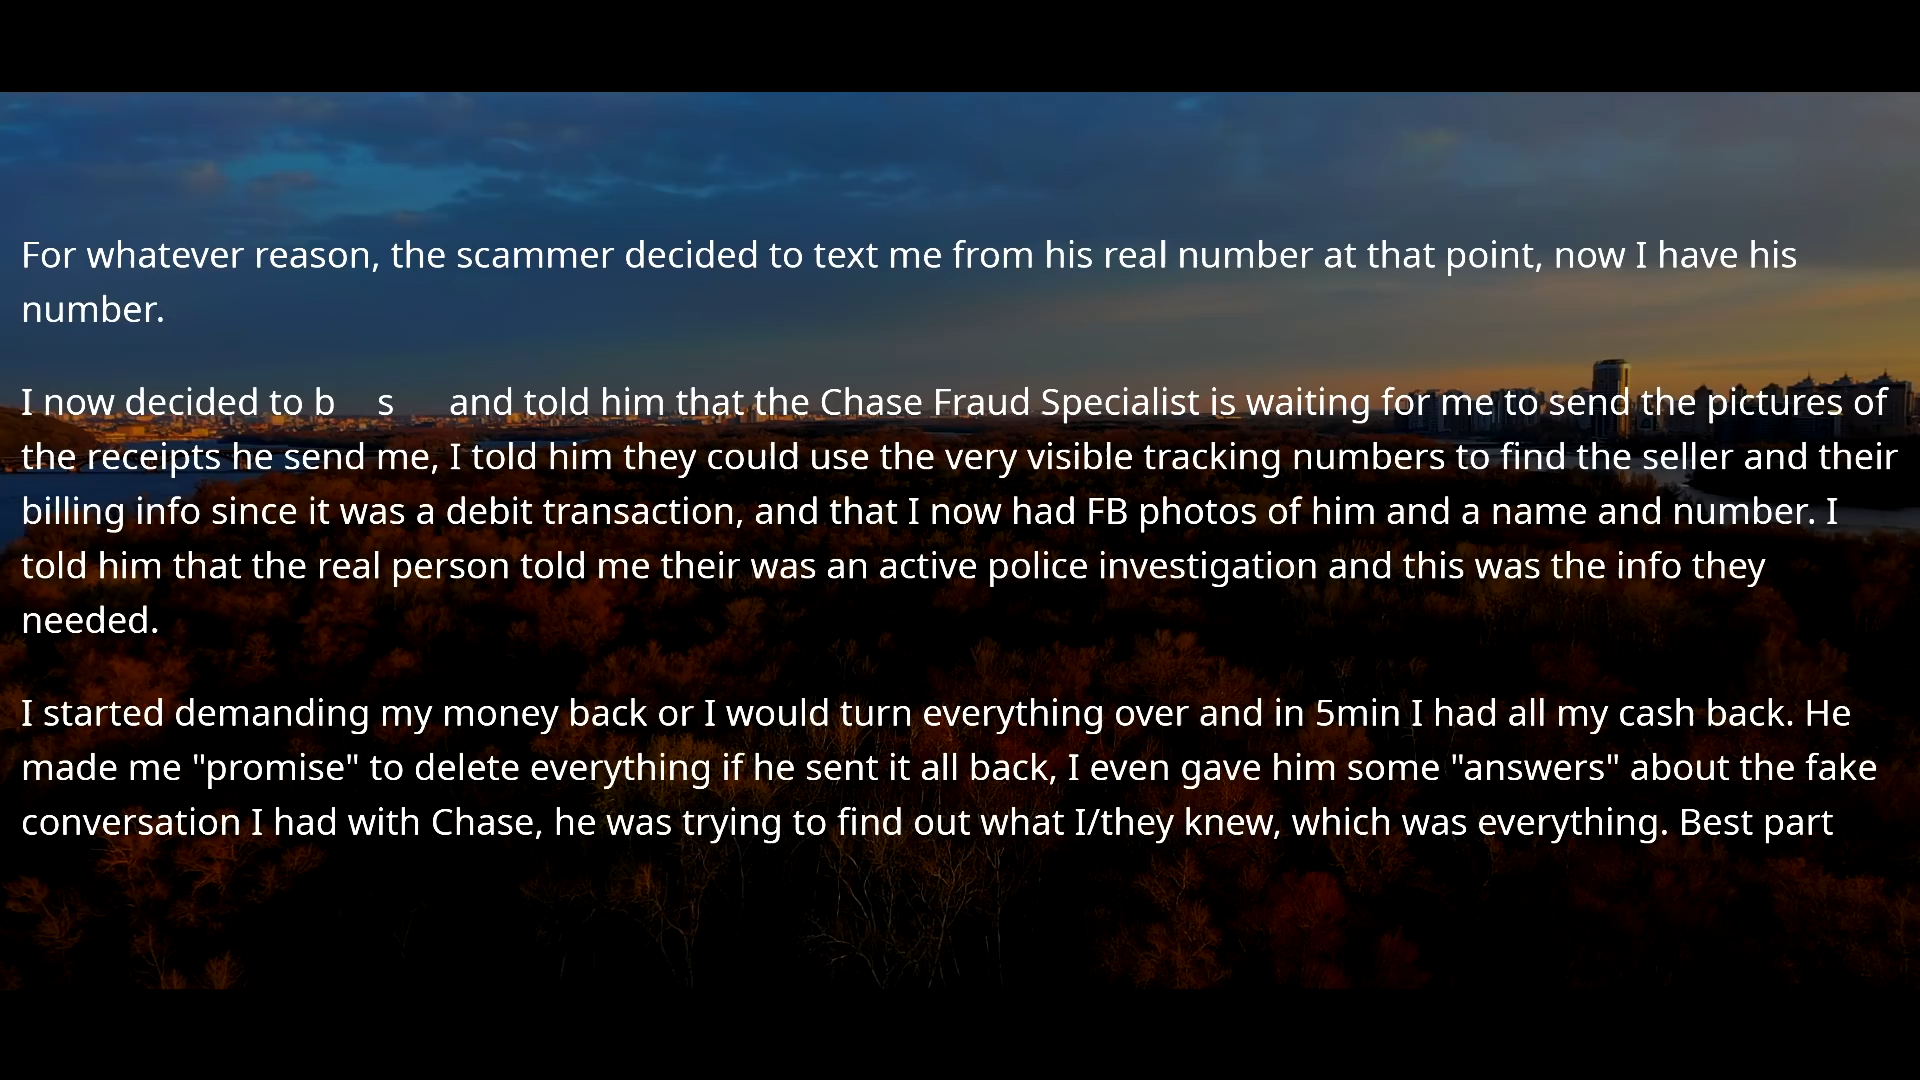 For whatever reason, the scammer decided to text me from his real number at that point, now I have his
number.
I now decided to b s and told him that the Chase Fraud Specialist is waiting for me to send the pictures of
the receipts he send me, I told him they could use the very visible tracking numbers to find the seller and their
billing info since it was a debit transaction, and that I now had FB photos of him and a name and number. I
told him that the real person told me their was an active police investigation and this was the info they
needed.
I started demanding my money back or I would turn everything over and in 5min I had all my cash back. He
made me "promise" to delete everything if he sent it all back, I even gave him some "answers" about the fake
conversation I had with Chase, he was trying to find out what I/they knew, which was everything. Best part